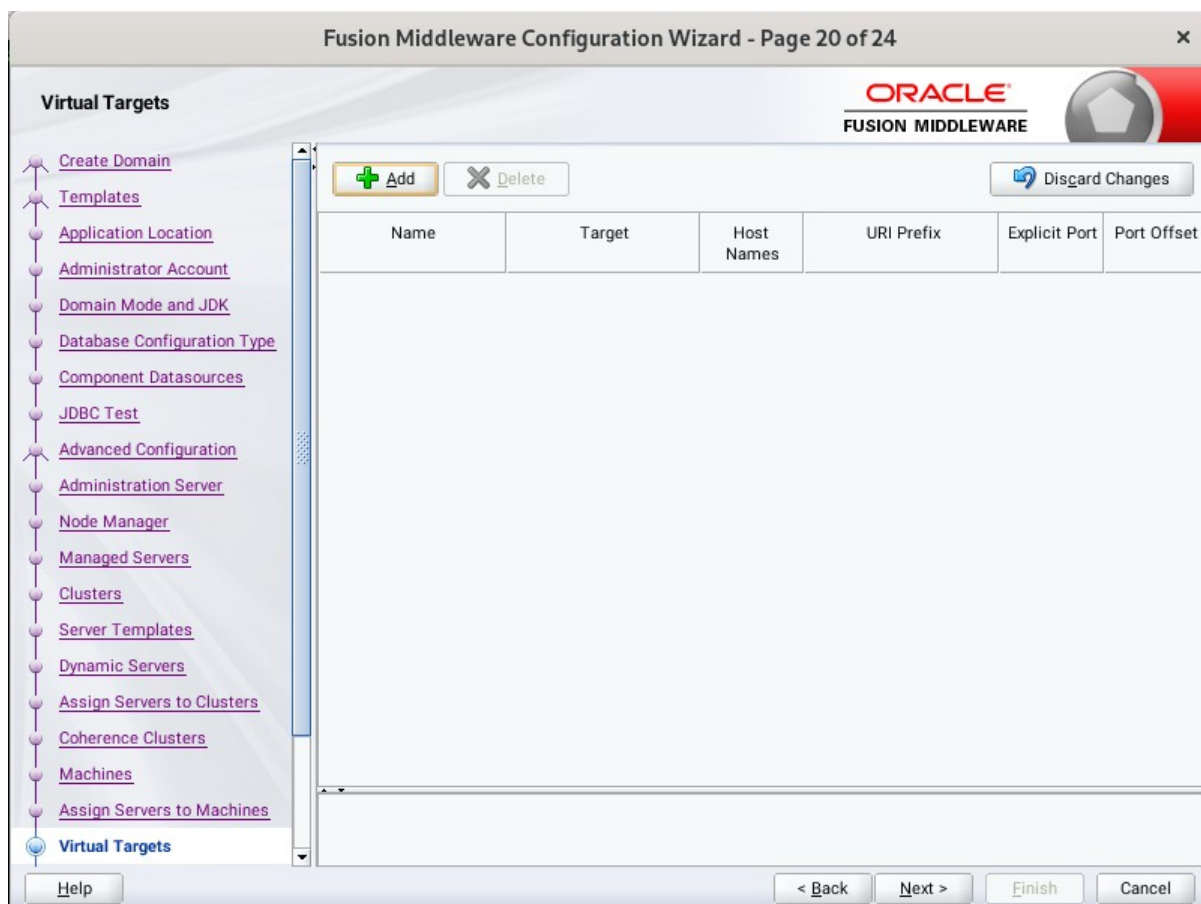 Fusion Middleware Configuration Wizard - Page 20 of 24
Virtual Targets
ORACLE
FUSION MIDDLEWARE
Create Domain
Templates
Application Location
Administrator Account
Domain Mode and JDK
Database Configuration Type
Component Datasources
JDBC Test
Advanced Configuration
Administration Server
Node Manager
Managed Servers
Clusters
Server Templates
Dynamic Servers
Assign Servers to Clusters
Coherence Clusters
Machines
Assign Servers to Machines
Virtual Targets
Add Delete Discard Changes
Name Target Host Names URI Prefix Explicit Port Port Offset
Help < Back Next > Finish Cancel